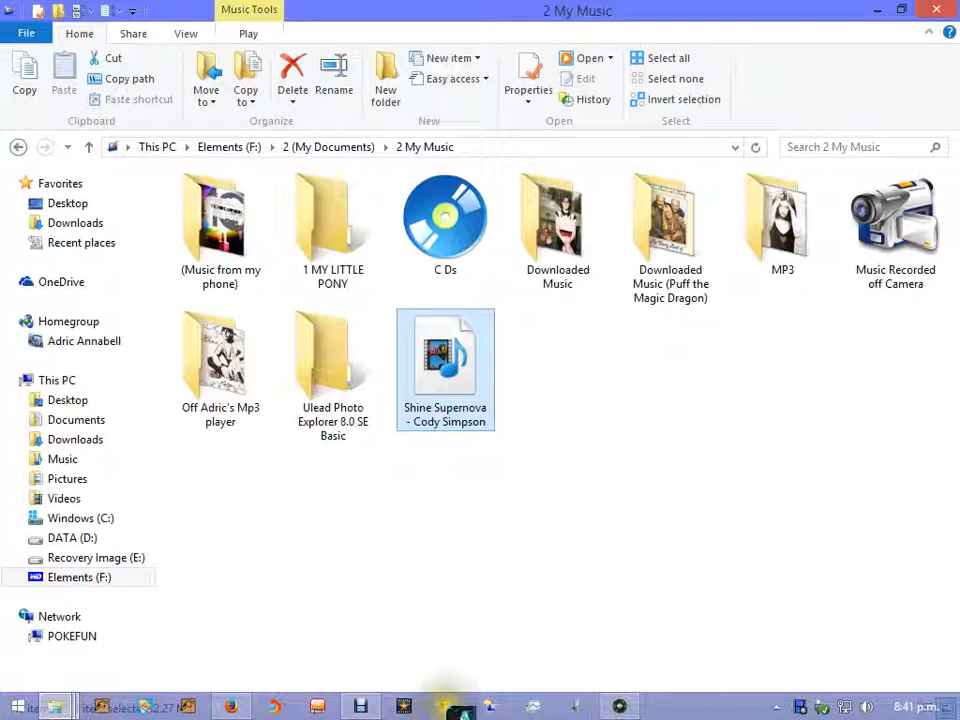 Music Tools
2 My Music
File
Home
Share
View
Play
Copy
Paste
Cut
Copy path
Paste shortcut
Clipboard
Move to
Copy to
Delete
Rename
Organize
New folder
New item
Easy access
New
Properties
Open
Edit
History
Open
Select all
Select none
Invert selection
Select
This PC
Elements (F:)
2 (My Documents)
2 My Music
Search 2 My Music
Favorites
Desktop
Downloads
Recent places
OneDrive
Homegroup
Adric Annabell
This PC
Desktop
Documents
Downloads
Music
Pictures
Videos
Windows (C:)
DATA (D:)
Recovery Image (E:)
Elements (F:)
Network
POKEFUN
(Music from my
phone)
1 MY LITTLE
PONY
C Ds
Downloaded
Music
Downloaded
Music (Puff the
Magic Dragon)
MP3
Music Recorded
off Camera
Off Adric's Mp3
player
Ulead Photo
Explorer 8.0 SE
Basic
Shine Supernova
- Cody Simpson
8:41 p.m.